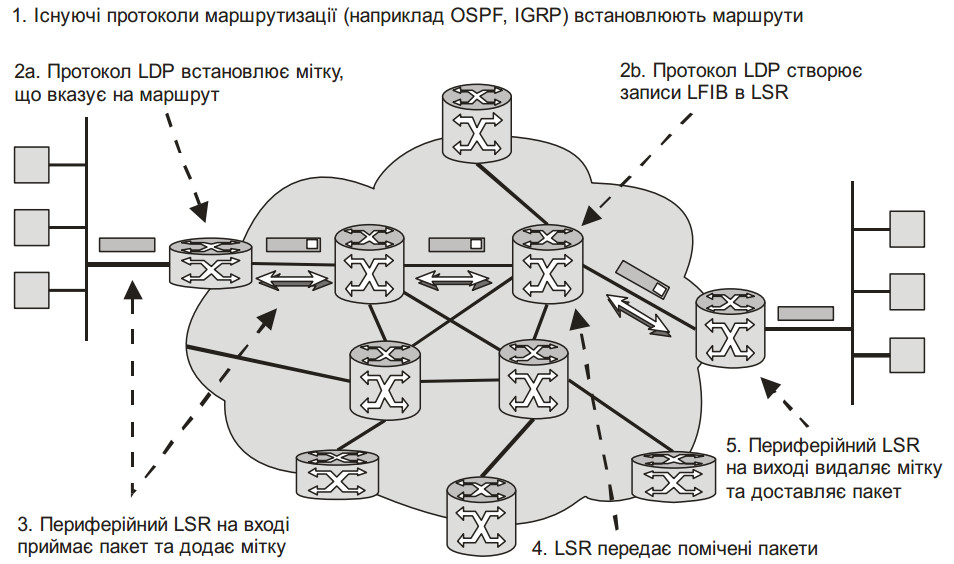 1. Існуючі протоколи маршрутизації (наприклад OSPF, IGRP) встановлюють маршрути
2a. Протокол LDP встановлює мітку,
що вказує на маршрут
2b. Протокол LDP створює
записи LFIB в LSR
3. Периферійний LSR на вході
приймає пакет та додає мітку
4. LSR передає помічені пакети
5. Периферійний LSR
на виході видаляє мітку
та доставляє пакет